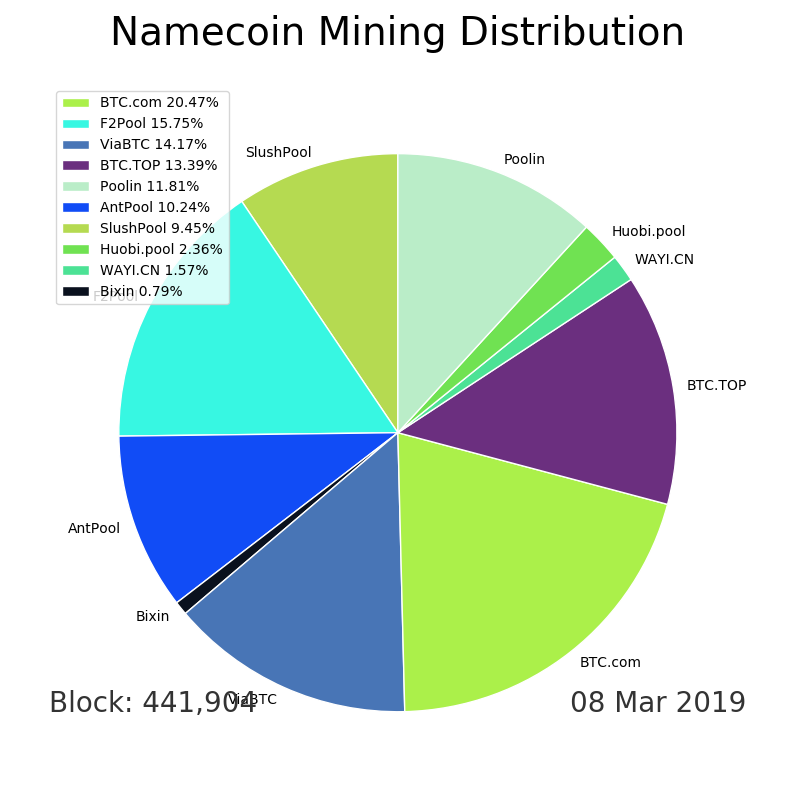 Namecoin Mining Distribution
BTC.com 20.47%
F2Pool 15.75%
ViaBTC 14.17%
BTC.TOP 13.39%
Poolin 11.81%
AntPool 10.24%
SlushPool 9.45%
Huobi.pool 2.36%
WAYI.CN 1.57%
Bixin 0.79%
SlushPool
Poolin
Huobi.pool
WAYI.CN
F2Pool
BTC.TOP
AntPool
Bixin
BTC.com
ViaBTC
Block: 441,904
08 Mar 2019